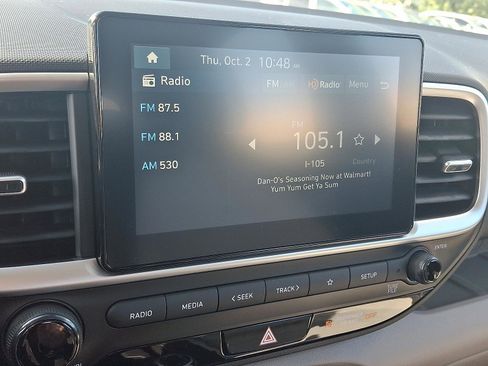 Thu, Oct. 2 10:48 AM
Radio FM AM HD Radio Menu
FM 87.5
FM
FM 88.1
105.1
I-105 Country
AM 530
Dan-O's Seasoning Now at Walmart!
Yum Yum Get Ya Sum
ENTER
RADIO MEDIA < SEEK TRACK > ☆ SETUP